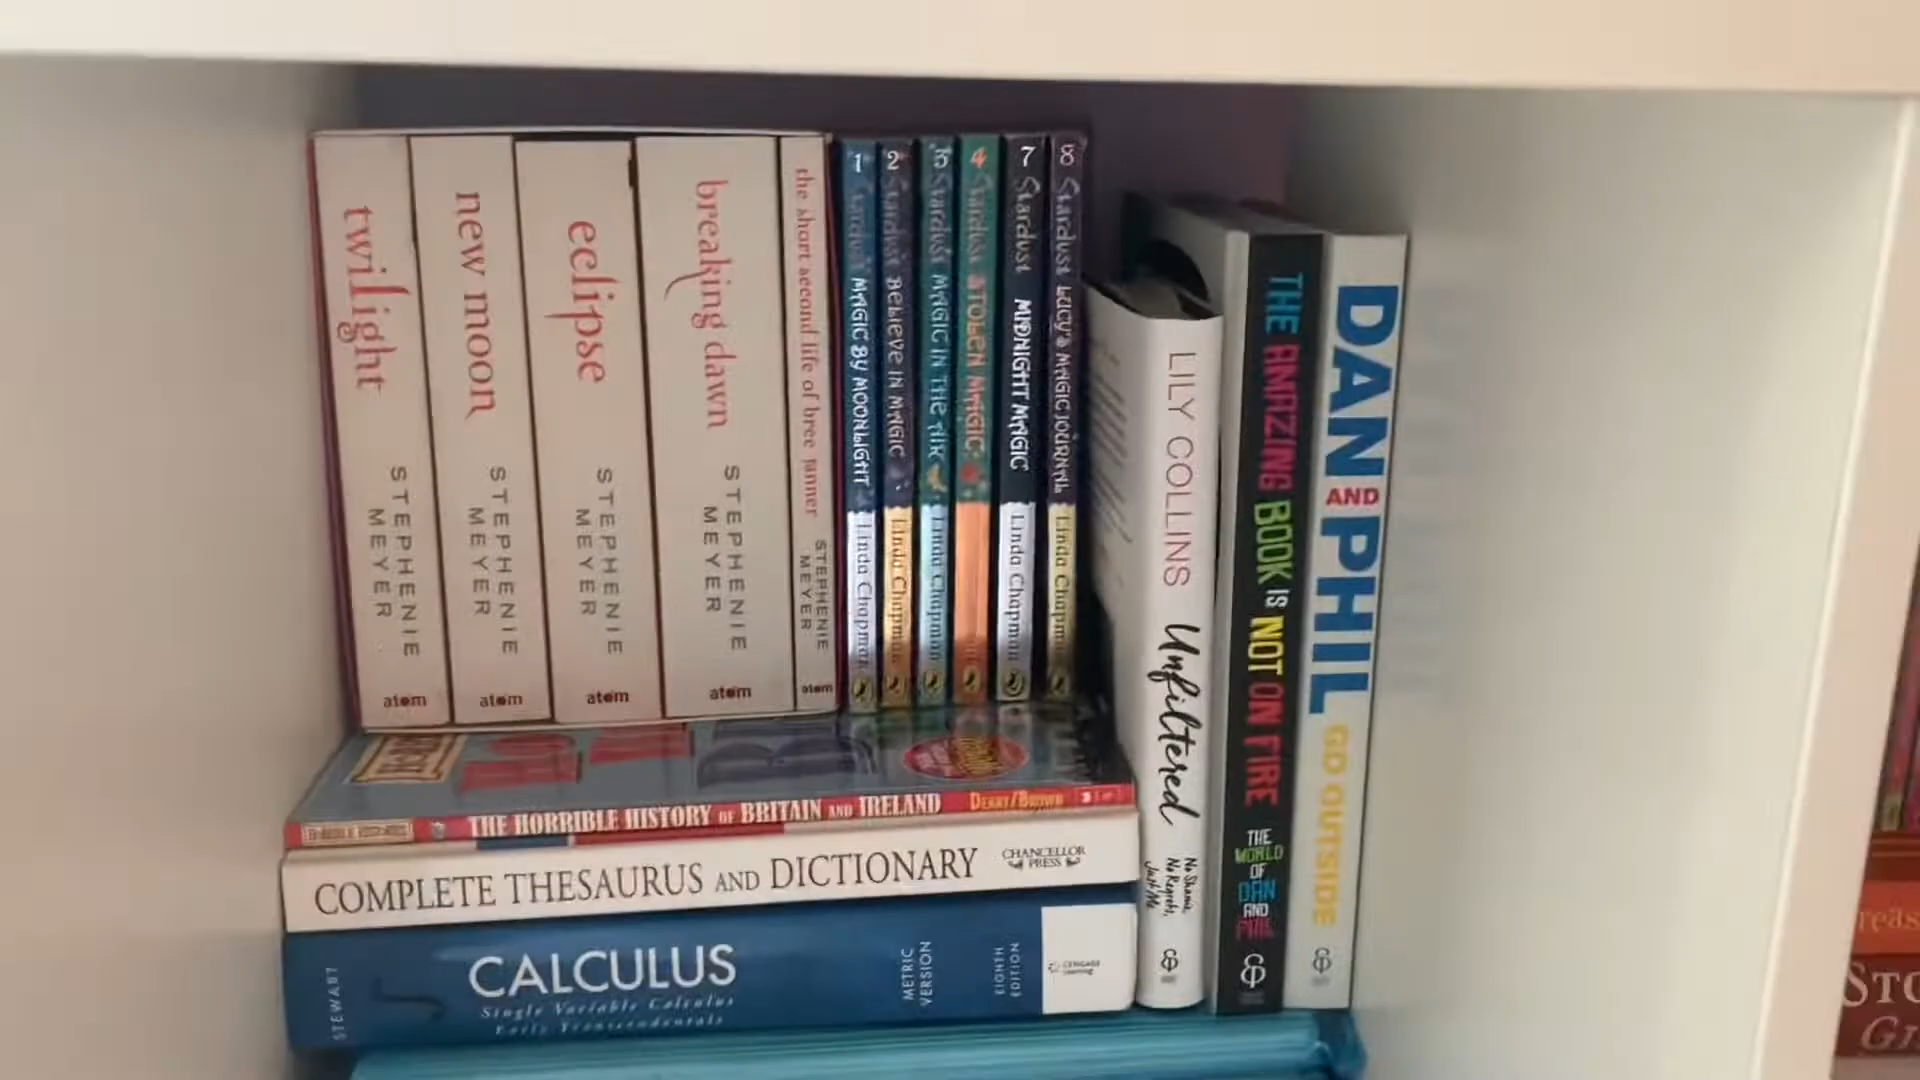 twilight STEPHENIE MEYER atom
new moon STEPHENIE MEYER atom
eclipse STEPHENIE MEYER atom
breaking dawn STEPHENIE MEYER atom
the short second life of bree tanner STEPHENIE MEYER atom
1 Stardust MAGIC BY MOONLIGHT Linda Chapman
2 Stardust BELIEVE IN MAGIC Linda Chapman
Stardust MAGIC IN THE AIR Linda Chapman
4 Stardust STOLEN MAGIC
7 Stardust MIDNIGHT MAGIC Linda Chapman
8 Stardust LUCY'S MAGIC JOURNAL Linda Chapman
LILY COLLINS Unfiltered No Shame, No Regrets, Just Me
THE AMAZING BOOK IS NOT ON FIRE THE WORLD OF DAN AND PHIL
DAN AND PHIL GO OUTSIDE
THE HORRIBLE HISTORY OF BRITAIN AND IRELAND DEARY/BROWN
COMPLETE THESAURUS AND DICTIONARY CHANCELLOR PRESS
STEWART CALCULUS METRIC VERSION EIGHTH EDITION CENGAGE Learning
Single Variable Calculus
Early Transcendentals
STO